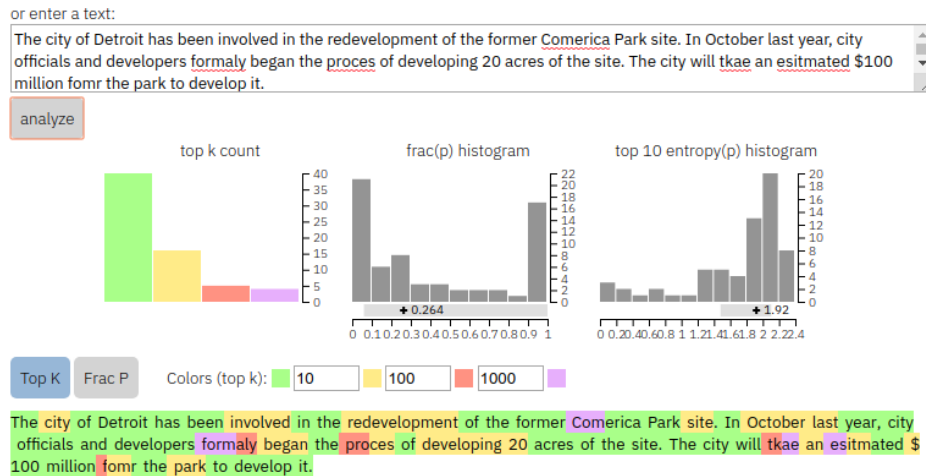 or enter a text:
The city of Detroit has been involved in the redevelopment of the former Comerica Park site. In October last year, city
officials and developers formaly began the proces of developing 20 acres of the site. The city will tkae an esitmated $100
million fomr the park to develop it.
analyze
top k count frac(p) histogram top 10 entropy(p) histogram
40
35
30
25
20
15
10
5
0
22
20
18
16
14
12
10
8
6
4
2
0
0.264
0 0.1 0.2 0.3 0.4 0.5 0.6 0.7 0.8 0.9 1
20
18
16
14
12
10
8
6
4
2
0
1.92
0 0.2 0.4 0.6 0.8 1 1.2 1.4 1.6 1.8 2 2.2 2.4
Top K Frac P Colors (top k): 10 100 1000
The city of Detroit has been involved in the redevelopment of the former Comerica Park site. In October last year, city
officials and developers formaly began the proces of developing 20 acres of the site. The city will tkae an esitmated $
100 million fomr the park to develop it.